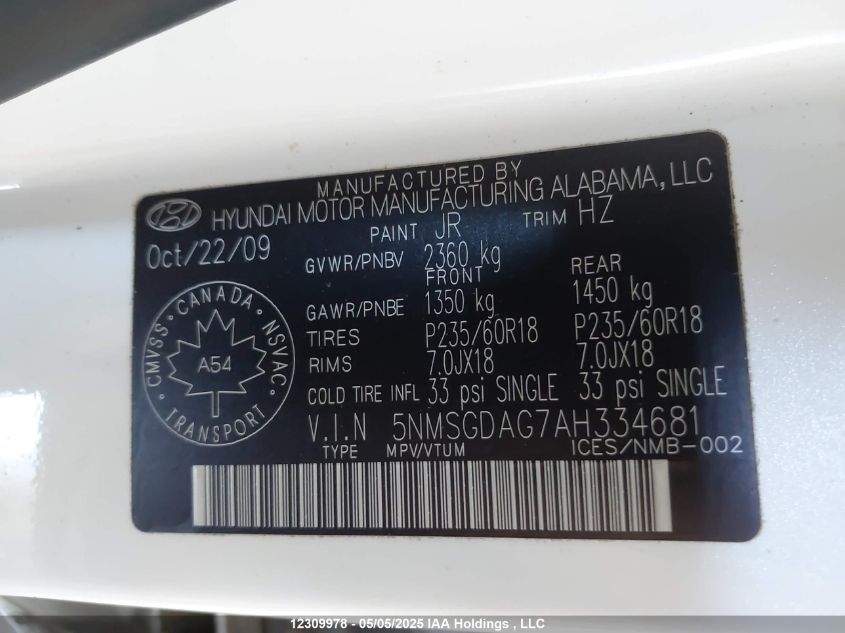 MANUFACTURED BY
HYUNDAI MOTOR MANUFACTURING ALABAMA, LLC
Oct/22/09
PAINT JR TRIM HZ
GVWR/PNBV 2360 kg
FRONT REAR
GAWR/PNBE 1350 kg 1450 kg
TIRES P235/60R18 P235/60R18
RIMS 7.0JX18 7.0JX18
COLD TIRE INFL 33 psi SINGLE 33 psi SINGLE
V.I.N 5NMSGDAG7AH334681
TYPE MPV/VTUM ICES/NMB-002
CMVSS • CANADA • NSVAC • TRANSPORT •
A54
12309978 - 05/05/2025 IAA Holdings , LLC